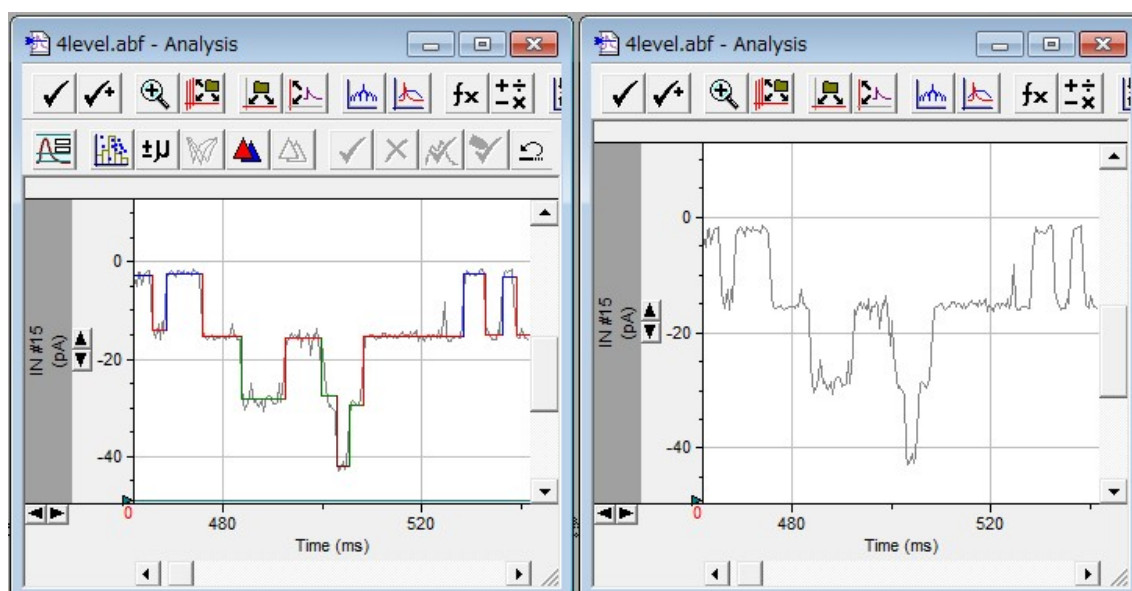 4level.abf - Analysis
fx
±μ
IN #15
(pA)
0
-20
-40
0
480
520
Time (ms)
4level.abf - Analysis
fx
IN #15
(pA)
0
-20
-40
0
480
520
Time (ms)